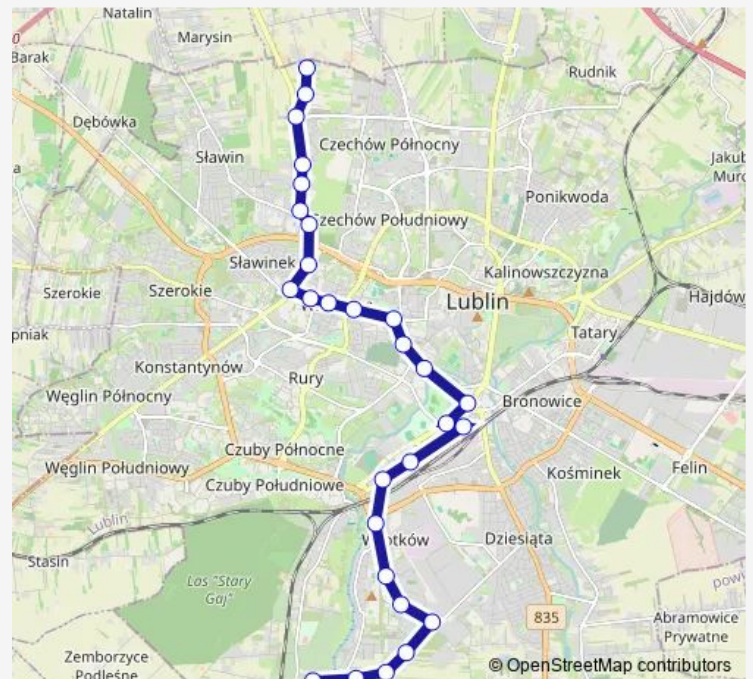 Natalin
Marysin
Barak
Rudnik
Dębówka
Czechów Północny
Sławin
Jakub
Ponikwoda
Czechów Południowy
Sławinek
Kalinowszczyzna
Szerokie
Szerokie
Lublin
Hajdów
Tatary
Konstantynów
Rury
Węglin Północny
Bronowice
Czuby Północne
Węglin Południowy
Kośminek
Felin
Czuby Południowe
Lublin
Dziesiąta
Stasin
Las "Stary
Gaj"
835
Abramowice
Prywatne
Zemborzyce
Podleśne
© OpenStreetMap contributors